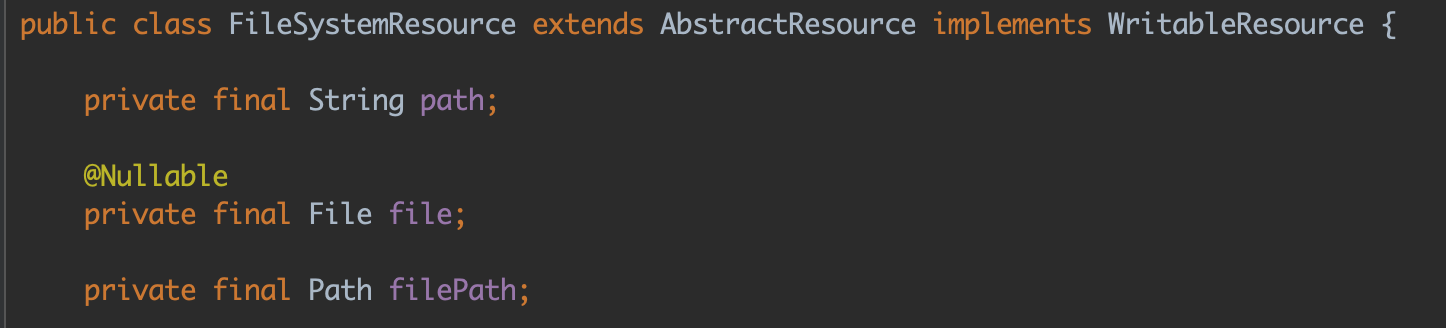 public class FileSystemResource extends AbstractResource implements WritableResource {
private final String path;
@Nullable
private final File file;
private final Path filePath;